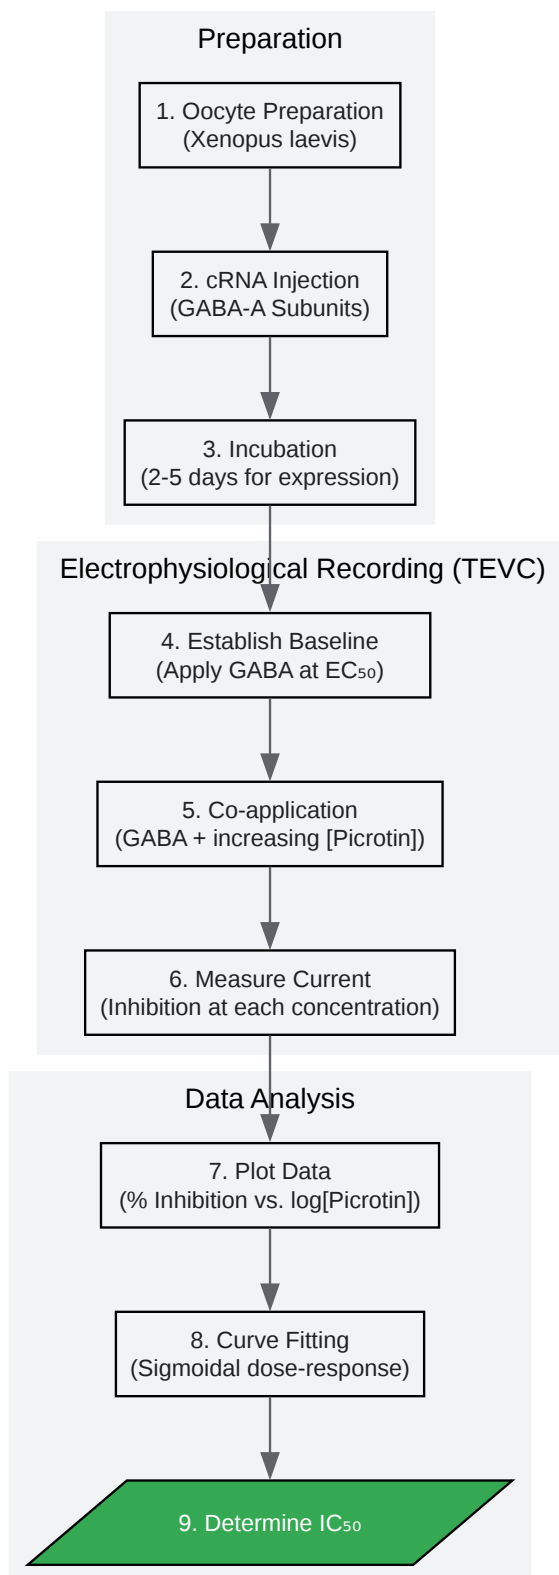 Preparation
1. Oocyte Preparation
(Xenopus laevis)
2. cRNA Injection
(GABA-A Subunits)
3. Incubation
(2-5 days for expression)
Electrophysiological Recording (TEVC)
4. Establish Baseline
(Apply GABA at EC₅₀)
5. Co-application
(GABA + increasing [Picrotin])
6. Measure Current
(Inhibition at each concentration)
Data Analysis
7. Plot Data
(% Inhibition vs. log[Picrotin])
8. Curve Fitting
(Sigmoidal dose-response)
9. Determine IC₅₀